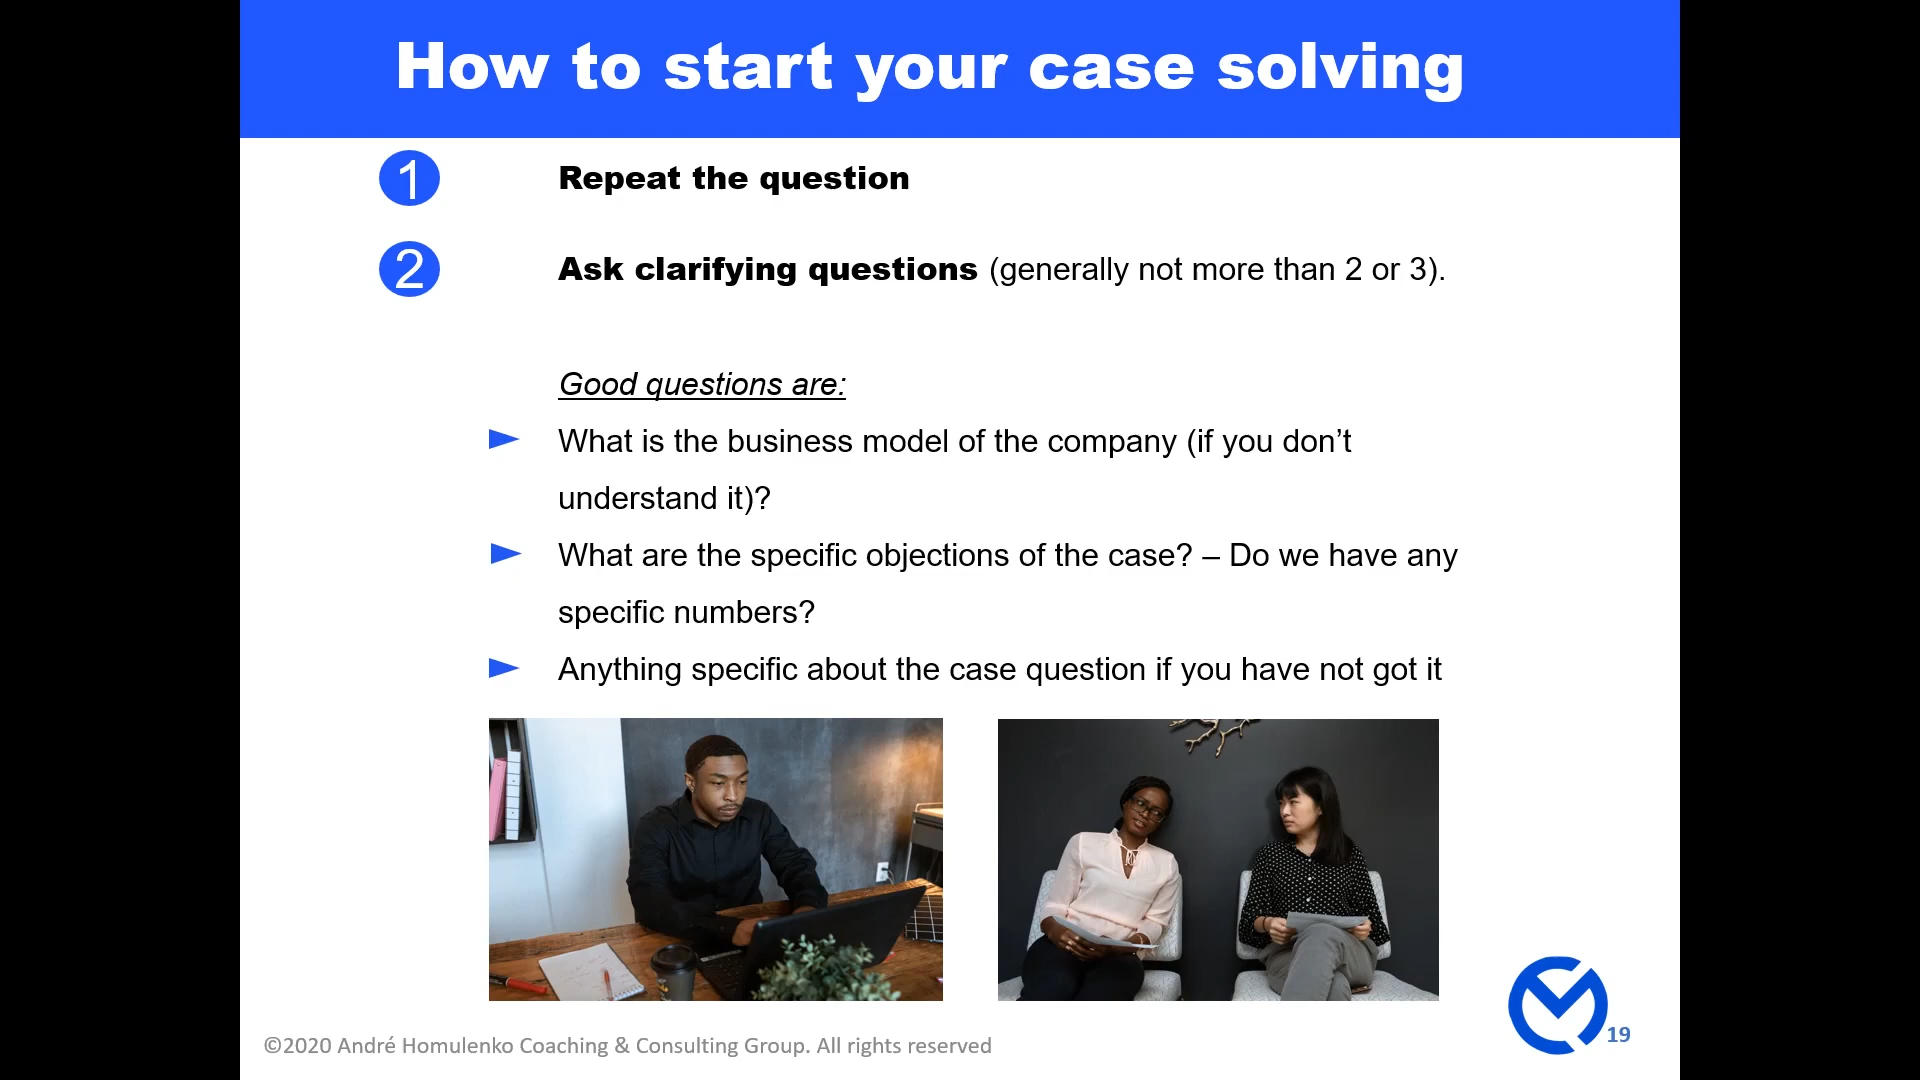 How to start your case solving
1 Repeat the question
2 Ask clarifying questions (generally not more than 2 or 3).
Good questions are:
What is the business model of the company (if you don’t
understand it)?
What are the specific objections of the case? – Do we have any
specific numbers?
Anything specific about the case question if you have not got it
©2020 André Homulenko Coaching & Consulting Group. All rights reserved
19